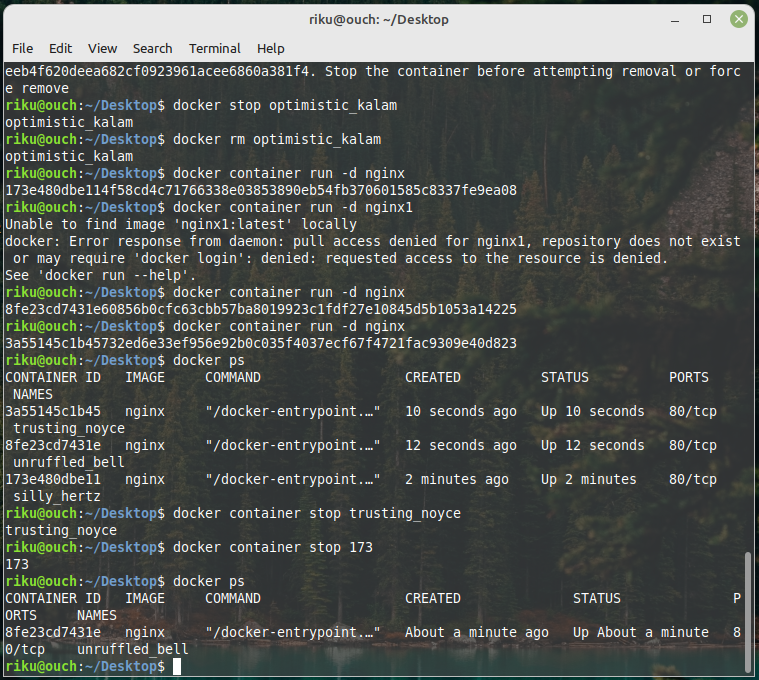 riku@ouch: ~/Desktop
File Edit View Search Terminal Help
eeb4f620deea682cf0923961acee6860a381f4. Stop the container before attempting removal or forc
e remove
riku@ouch:~/Desktop$ docker stop optimistic_kalam
optimistic_kalam
riku@ouch:~/Desktop$ docker rm optimistic_kalam
optimistic_kalam
riku@ouch:~/Desktop$ docker container run -d nginx
173e480dbe114f58cd4c71766338e03853890eb54fb370601585c8337fe9ea08
riku@ouch:~/Desktop$ docker container run -d nginx1
Unable to find image 'nginx1:latest' locally
docker: Error response from daemon: pull access denied for nginx1, repository does not exist
 or may require 'docker login': denied: requested access to the resource is denied.
See 'docker run --help'.
riku@ouch:~/Desktop$ docker container run -d nginx
8fe23cd7431e60856b0cfc63cbb57ba8019923c1fdf27e10845d5b1053a14225
riku@ouch:~/Desktop$ docker container run -d nginx
3a55145c1b45732ed6e33ef956e92b0c035f4037ecf67f4721fac9309e40d823
riku@ouch:~/Desktop$ docker ps
CONTAINER ID   IMAGE     COMMAND                  CREATED          STATUS          PORTS
 NAMES
3a55145c1b45   nginx     "/docker-entrypoint.…"   10 seconds ago   Up 10 seconds   80/tcp
 trusting_noyce
8fe23cd7431e   nginx     "/docker-entrypoint.…"   12 seconds ago   Up 12 seconds   80/tcp
 unruffled_bell
173e480dbe11   nginx     "/docker-entrypoint.…"   2 minutes ago    Up 2 minutes    80/tcp
 silly_hertz
riku@ouch:~/Desktop$ docker container stop trusting_noyce
trusting_noyce
riku@ouch:~/Desktop$ docker container stop 173
173
riku@ouch:~/Desktop$ docker ps
CONTAINER ID   IMAGE     COMMAND                  CREATED              STATUS              P
ORTS     NAMES
8fe23cd7431e   nginx     "/docker-entrypoint.…"   About a minute ago   Up About a minute   8
0/tcp    unruffled_bell
riku@ouch:~/Desktop$